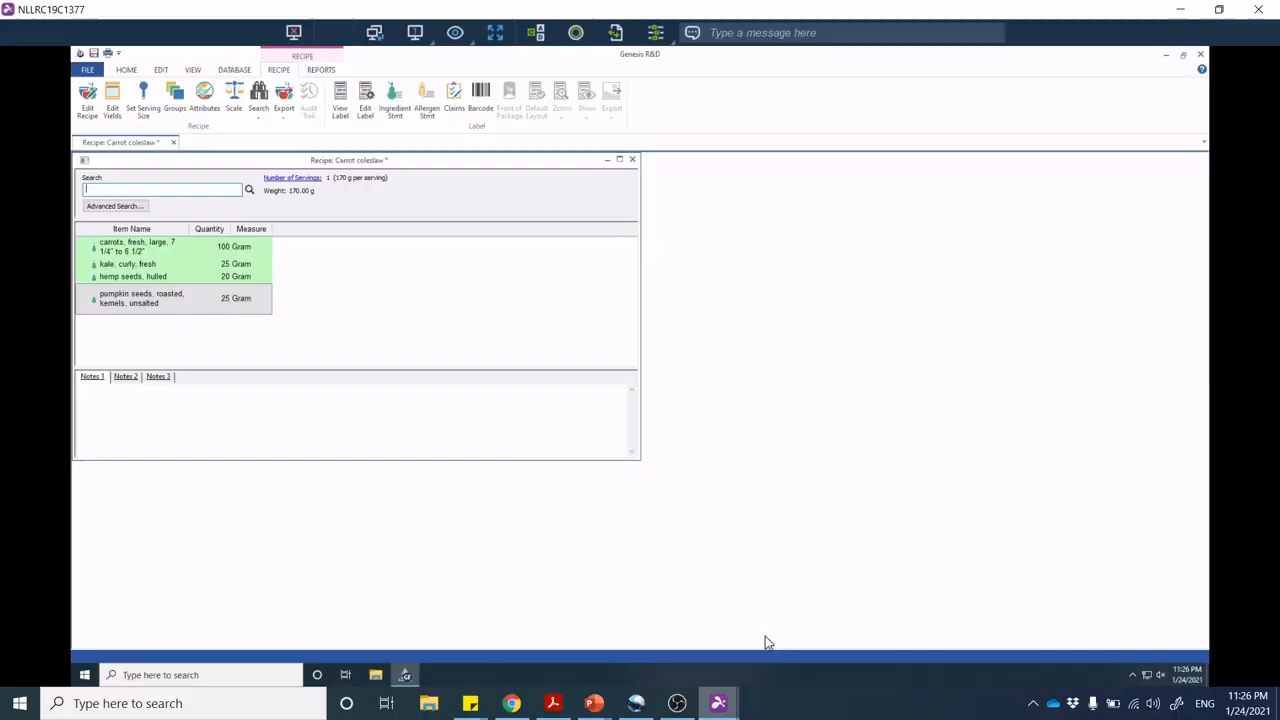 NLLRC19C1377
Type a message here
RECIPE
Genesis R&D
FILE HOME EDIT VIEW DATABASE RECIPE REPORTS
Edit Recipe
Edit Yields
Set Serving Size
Groups
Attributes
Scale
Search
Export
Audit Trail
View Label
Edit Label
Ingredient Stmt
Allergen Stmt
Claims
Barcode
Front of Package
Default Layout
Zoom
Show
Export
Recipe
Label
Recipe: Carrot coleslaw *
Recipe: Carrot coleslaw *
Search
Number of Servings: 1 (170 g per serving)
Weight: 170.00 g
Advanced Search...
Item Name Quantity Measure
carrots, fresh, large, 7
1/4" to 8 1/2" 100 Gram
kale, curly, fresh 25 Gram
hemp seeds, hulled 20 Gram
pumpkin seeds, roasted,
kernels, unsalted 25 Gram
Notes 1 Notes 2 Notes 3
Type here to search
11:26 PM
1/24/2021
Type here to search
ENG
11:26 PM
1/24/2021